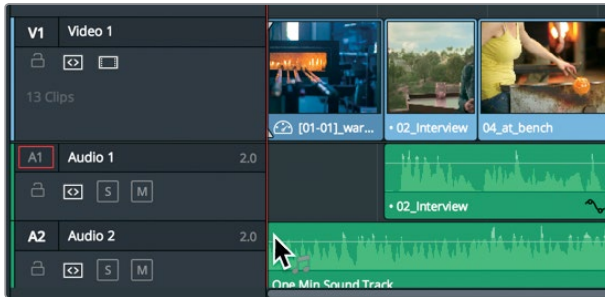 V1 Video 1
13 Clips
[01-01]_war... • 02_Interview 04_at_bench
A1 Audio 1 2.0
S M
• 02_Interview
A2 Audio 2 2.0
S M
One Min Sound Track